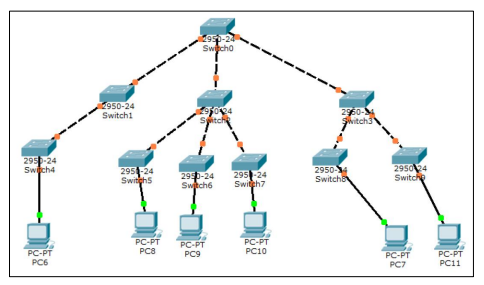 2950-24
Switch0
2950-24
Switch1
2950-24
2950-24
Switch3
2950-24
Switch4
2950-24
Switch5
2950-24
Switch6
2950-24
Switch7
2950-24
2950-24
PC-PT
PC6
PC-PT
PC8
PC-PT
PC9
PC-PT
PC10
PC-PT
PC7
PC-PT
PC11